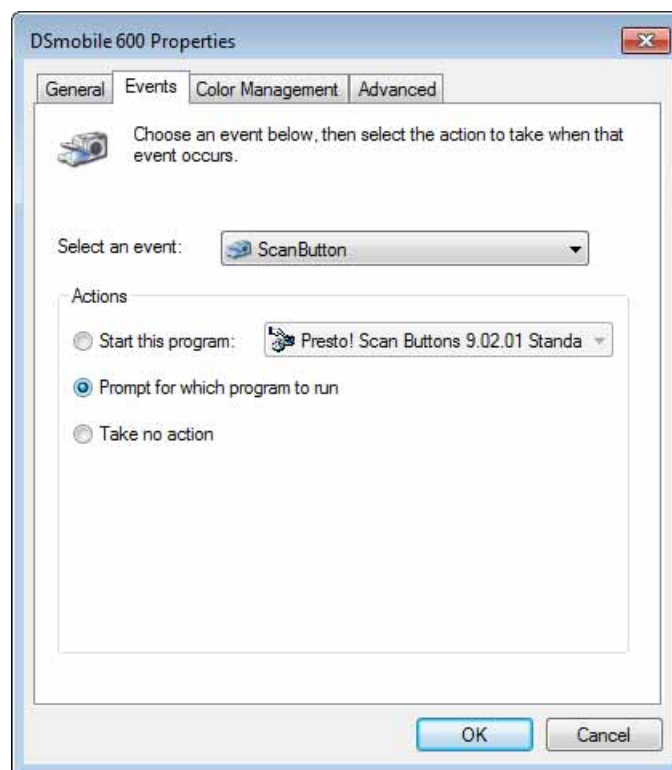 DSmobile 600 Properties
General Events Color Management Advanced
Choose an event below, then select the action to take when that
event occurs.
Select an event: ScanButton
Actions
Start this program: Presto! Scan Buttons 9.02.01 Standa
Prompt for which program to run
Take no action
OK Cancel